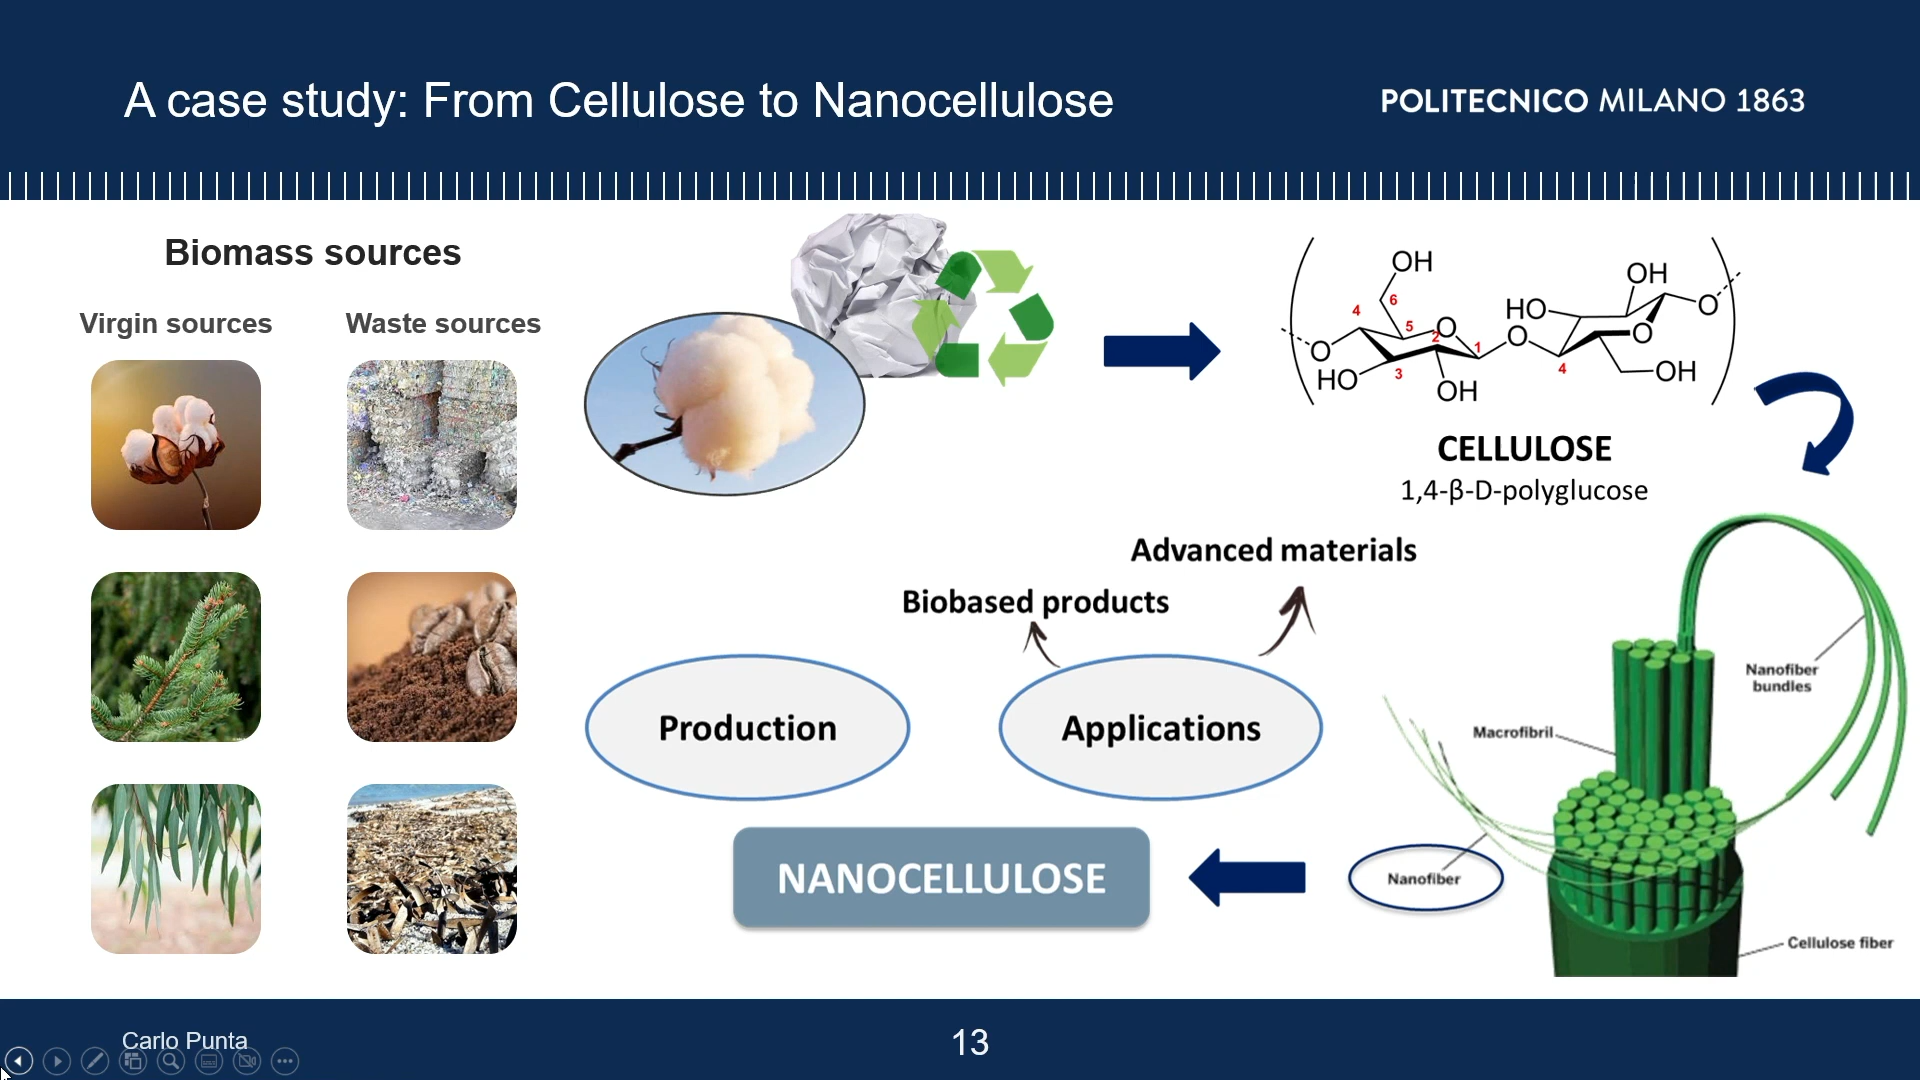 A case study: From Cellulose to Nanocellulose
POLITECNICO MILANO 1863
Biomass sources
Virgin sources
Waste sources
OH
6
4
5
O
2
1
3
O
HO
OH
O
4
HO
OH
O
O
OH
CELLULOSE
1,4-β-D-polyglucose
Advanced materials
Biobased products
Production
Applications
NANOCELLULOSE
Nanofiber
bundles
Macrofibril
Nanofiber
Cellulose fiber
Carlo Punta
13